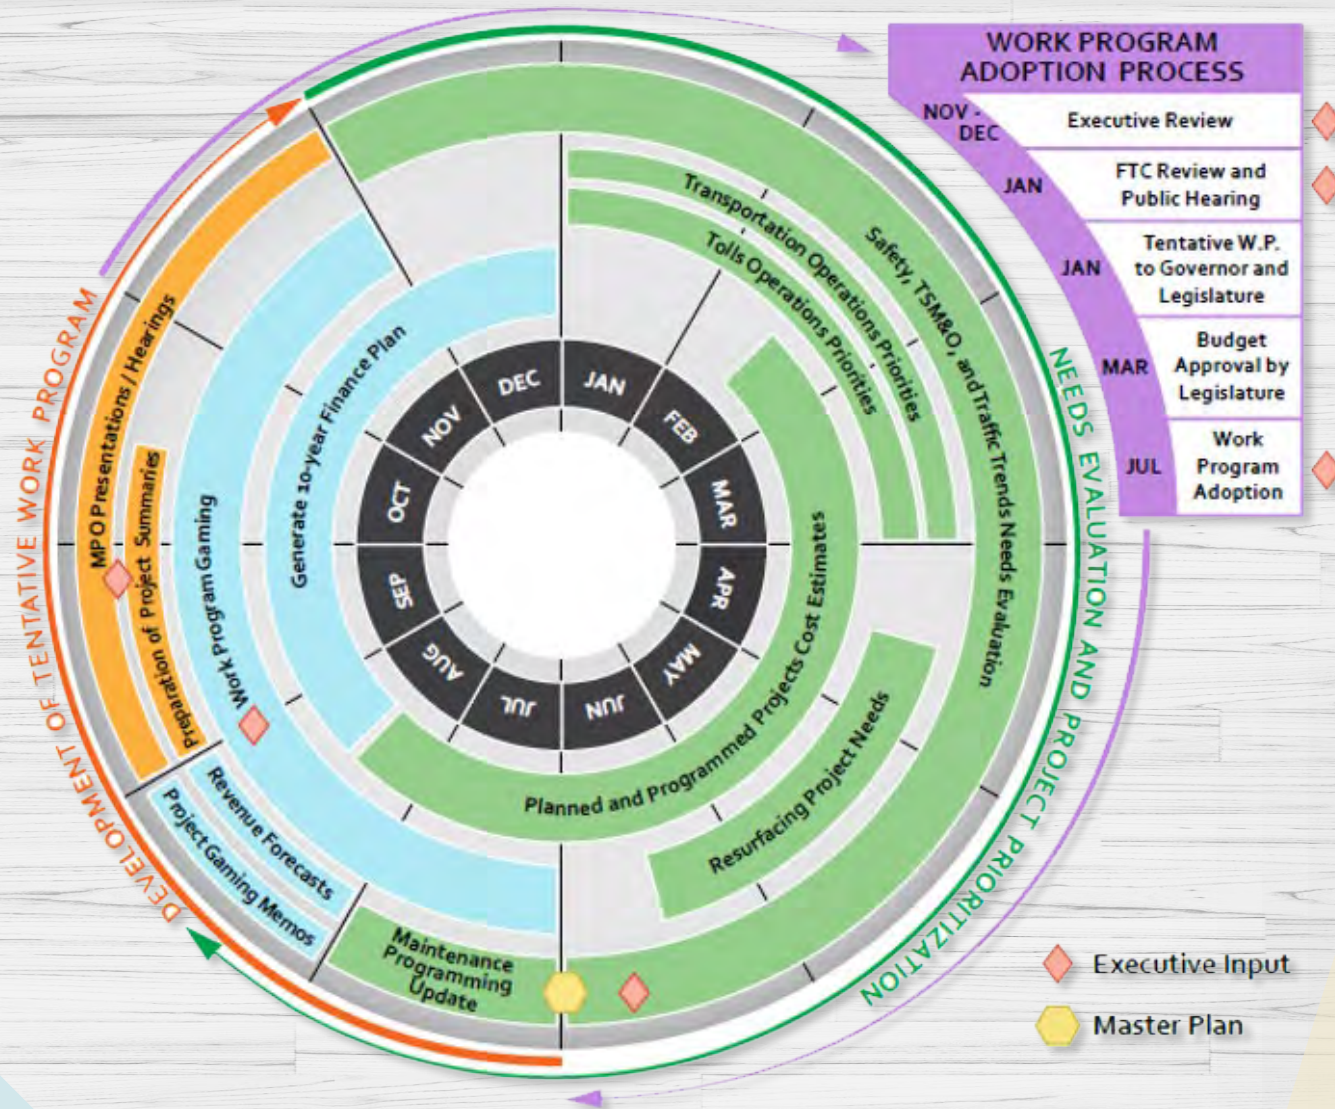 WORK PROGRAM
ADOPTION PROCESS
NOV -
DEC
Executive Review
JAN
FTC Review and
Public Hearing
JAN
Tentative W.P.
to Governor and
Legislature
MAR
Budget
Approval by
Legislature
JUL
Work
Program
Adoption
DEVELOPMENT OF TENTATIVE WORK PROGRAM
NEEDS EVALUATION AND PROJECT PRIORITIZATION
Safety, TSM&O, and Traffic Trends Needs Evaluation
Transportation Operations Priorities
Tolls Operations Priorities
Planned and Programmed Projects Cost Estimates
Resurfacing Project Needs
Maintenance
Programming
Update
Project Gaming Memos
Revenue Forecasts
MPO Presentations / Hearings
Preparation of Project Summaries
Work Program Gaming
Generate 10-year Finance Plan
JAN
FEB
MAR
APR
MAY
JUN
JUL
AUG
SEP
OCT
NOV
DEC
Executive Input
Master Plan